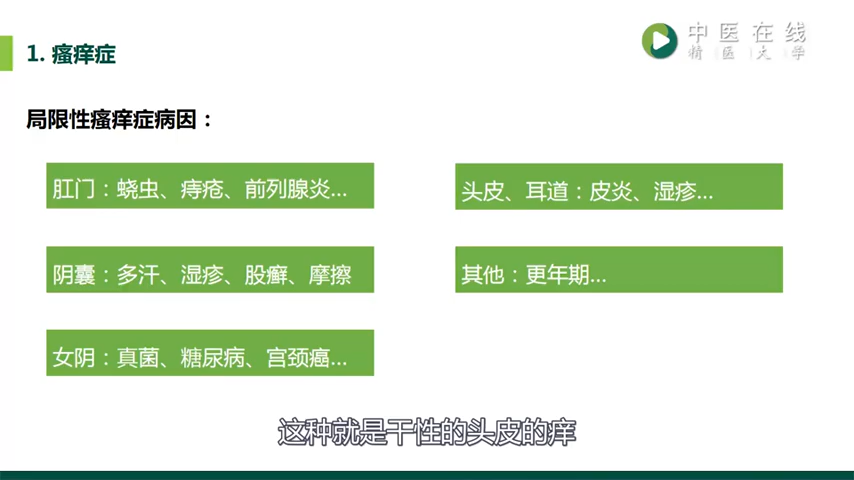 1. 瘙痒症
中医在线
精医大学
局限性瘙痒症病因：
肛门：蛲虫、痔疮、前列腺炎...
头皮、耳道：皮炎、湿疹...
阴囊：多汗、湿疹、股癣、摩擦
其他：更年期...
女阴：真菌、糖尿病、宫颈癌...
这种就是干性的头皮的痒